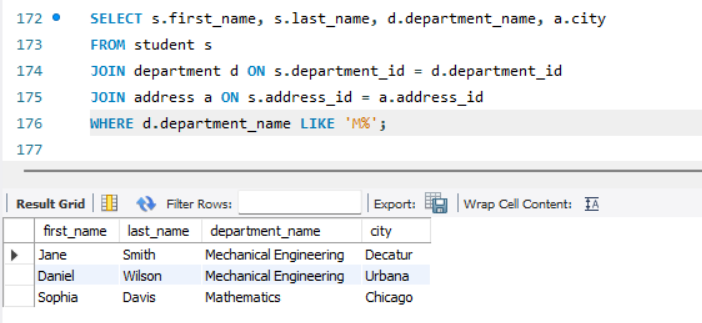 172 SELECT s.first_name, s.last_name, d.department_name, a.city
173 FROM student s
174 JOIN department d ON s.department_id = d.department_id
175 JOIN address a ON s.address_id = a.address_id
176 WHERE d.department_name LIKE 'M%';
177
Result Grid Filter Rows: Export: Wrap Cell Content:
first_name last_name department_name city
Jane Smith Mechanical Engineering Decatur
Daniel Wilson Mechanical Engineering Urbana
Sophia Davis Mathematics Chicago